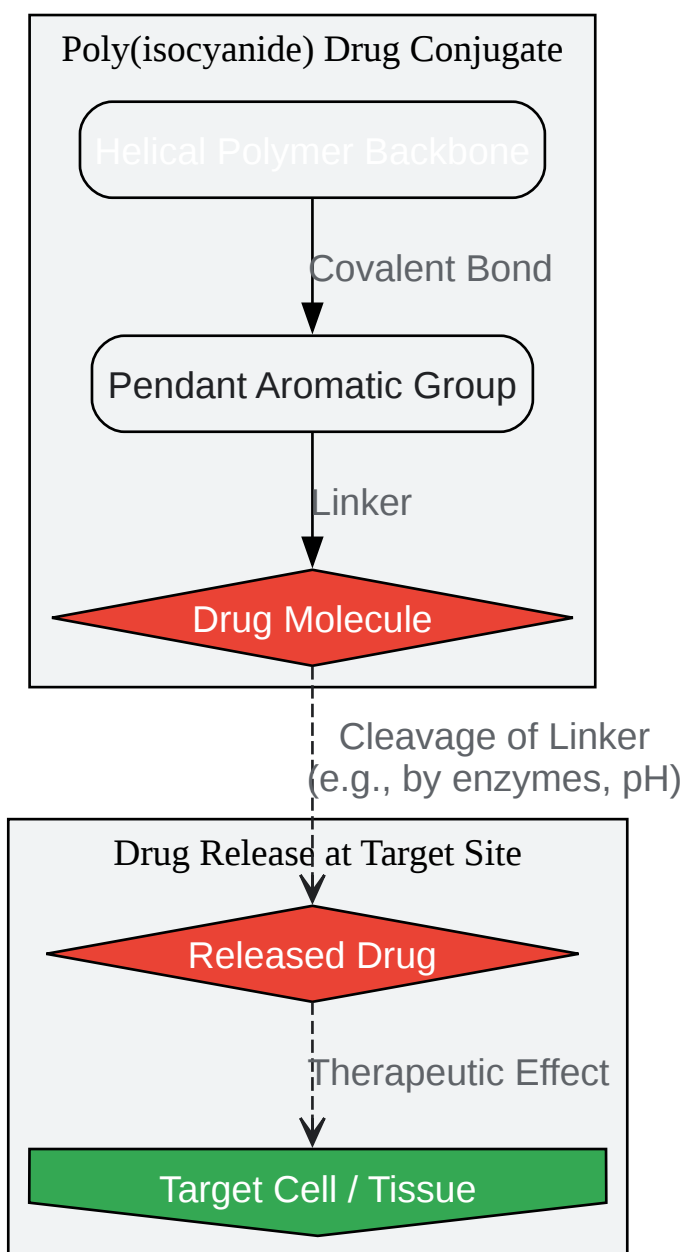 Poly(isocyanide) Drug Conjugate
Helical Polymer Backbone
Covalent Bond
Pendant Aromatic Group
Linker
Drug Molecule
Cleavage of Linker
(e.g., by enzymes, pH)
Drug Release at Target Site
Released Drug
Therapeutic Effect
Target Cell / Tissue